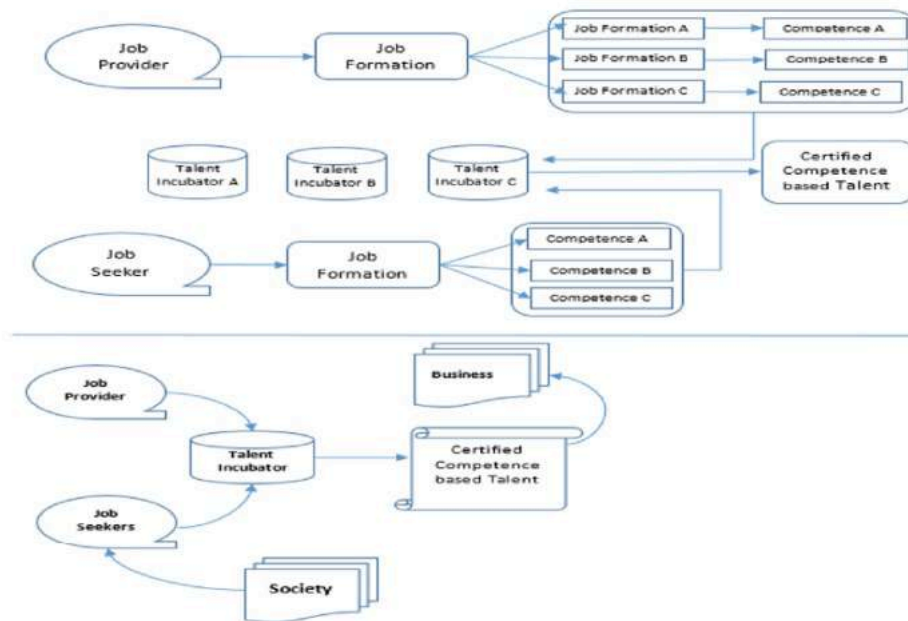 Job
Provider
Job
Formation
Job Formation A
Competence A
Job Formation B
Competence B
Job Formation C
Competence C
Talent
Incubator A
Talent
Incubator B
Talent
Incubator C
Certified
Competence
based Talent
Job
Seeker
Job
Formation
Competence A
Competence B
Competence C
Business
Job
Provider
Talent
Incubator
Certified
Competence
based Talent
Job
Seekers
Society